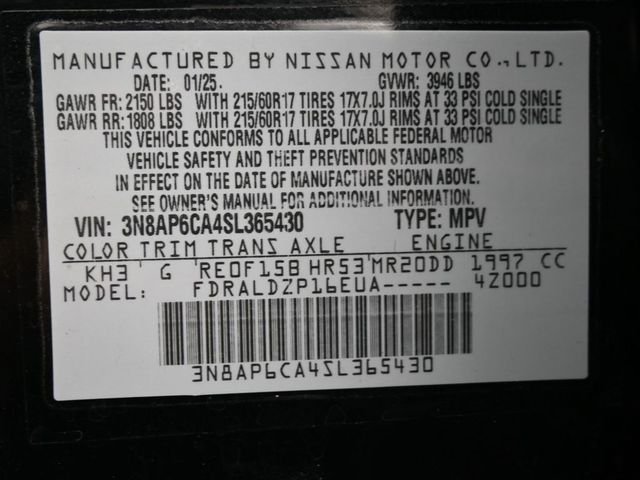 MANUFACTURED BY NISSAN MOTOR CO.,LTD.
DATE: 01/25. GVWR: 3946 LBS
GAWR FR: 2150 LBS WITH 215/60R17 TIRES 17X7.0J RIMS AT 33 PSI COLD SINGLE
GAWR RR: 1808 LBS WITH 215/60R17 TIRES 17X7.0J RIMS AT 33 PSI COLD SINGLE
THIS VEHICLE CONFORMS TO ALL APPLICABLE FEDERAL MOTOR
VEHICLE SAFETY AND THEFT PREVENTION STANDARDS
IN EFFECT ON THE DATE OF MANUFACTURE SHOWN ABOVE.
SEE OWNER'S MANUAL FOR ADDITIONAL INFORMATION.
VIN: 3N8AP6CA4SL365430 TYPE: MPV
COLOR TRIM TRANS AXLE ENGINE
KH3 G RE0F15B HR53 MR20DD 1997 CC
MODEL: FDRALDZP16EUA----- 4Z000
3N8AP6CA4SL365430